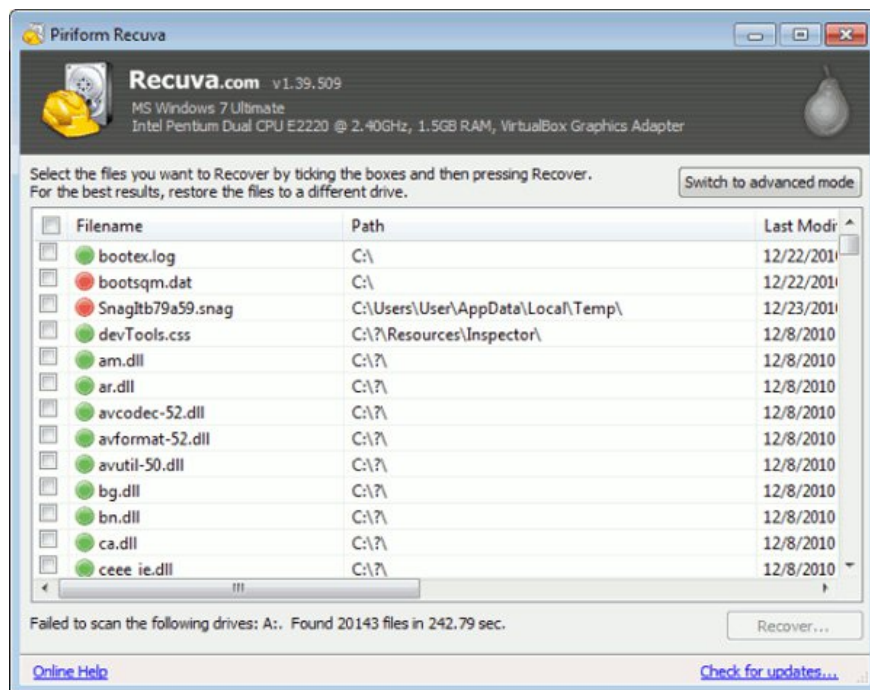 Piriform Recuva
Recuva.com v1.39.509
MS Windows 7 Ultimate
Intel Pentium Dual CPU E2220 @ 2.40GHz, 1.5GB RAM, VirtualBox Graphics Adapter
Select the files you want to Recover by ticking the boxes and then pressing Recover.
For the best results, restore the files to a different drive.
Switch to advanced mode
Filename Path Last Modir
bootex.log C:\ 12/22/201
bootsqm.dat C:\ 12/22/201
SnagItb79a59.snag C:\Users\User\AppData\Local\Temp\ 12/23/201
devTools.css C:\?\Resources\Inspector\ 12/8/2010
am.dll C:\?\ 12/8/2010
ar.dll C:\?\ 12/8/2010
avcodec-52.dll C:\?\ 12/8/2010
avformat-52.dll C:\?\ 12/8/2010
avutil-50.dll C:\?\ 12/8/2010
bg.dll C:\?\ 12/8/2010
bn.dll C:\?\ 12/8/2010
ca.dll C:\?\ 12/8/2010
ceee_ie.dll C:\?\ 12/8/2010
Failed to scan the following drives: A:. Found 20143 files in 242.79 sec.
Recover...
Online Help Check for updates...